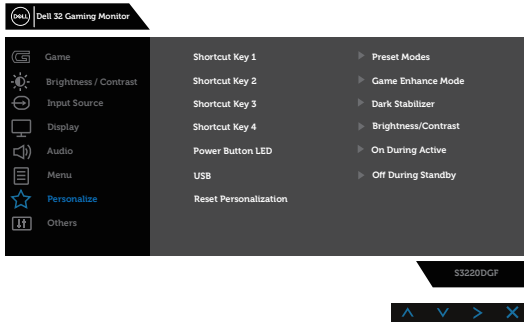 DELL Dell 32 Gaming Monitor
Game
Brightness / Contrast
Input Source
Display
Audio
Menu
Personalize
Others
Shortcut Key 1 Preset Modes
Shortcut Key 2 Game Enhance Mode
Shortcut Key 3 Dark Stabilizer
Shortcut Key 4 Brightness/Contrast
Power Button LED On During Active
USB Off During Standby
Reset Personalization
S3220DGF